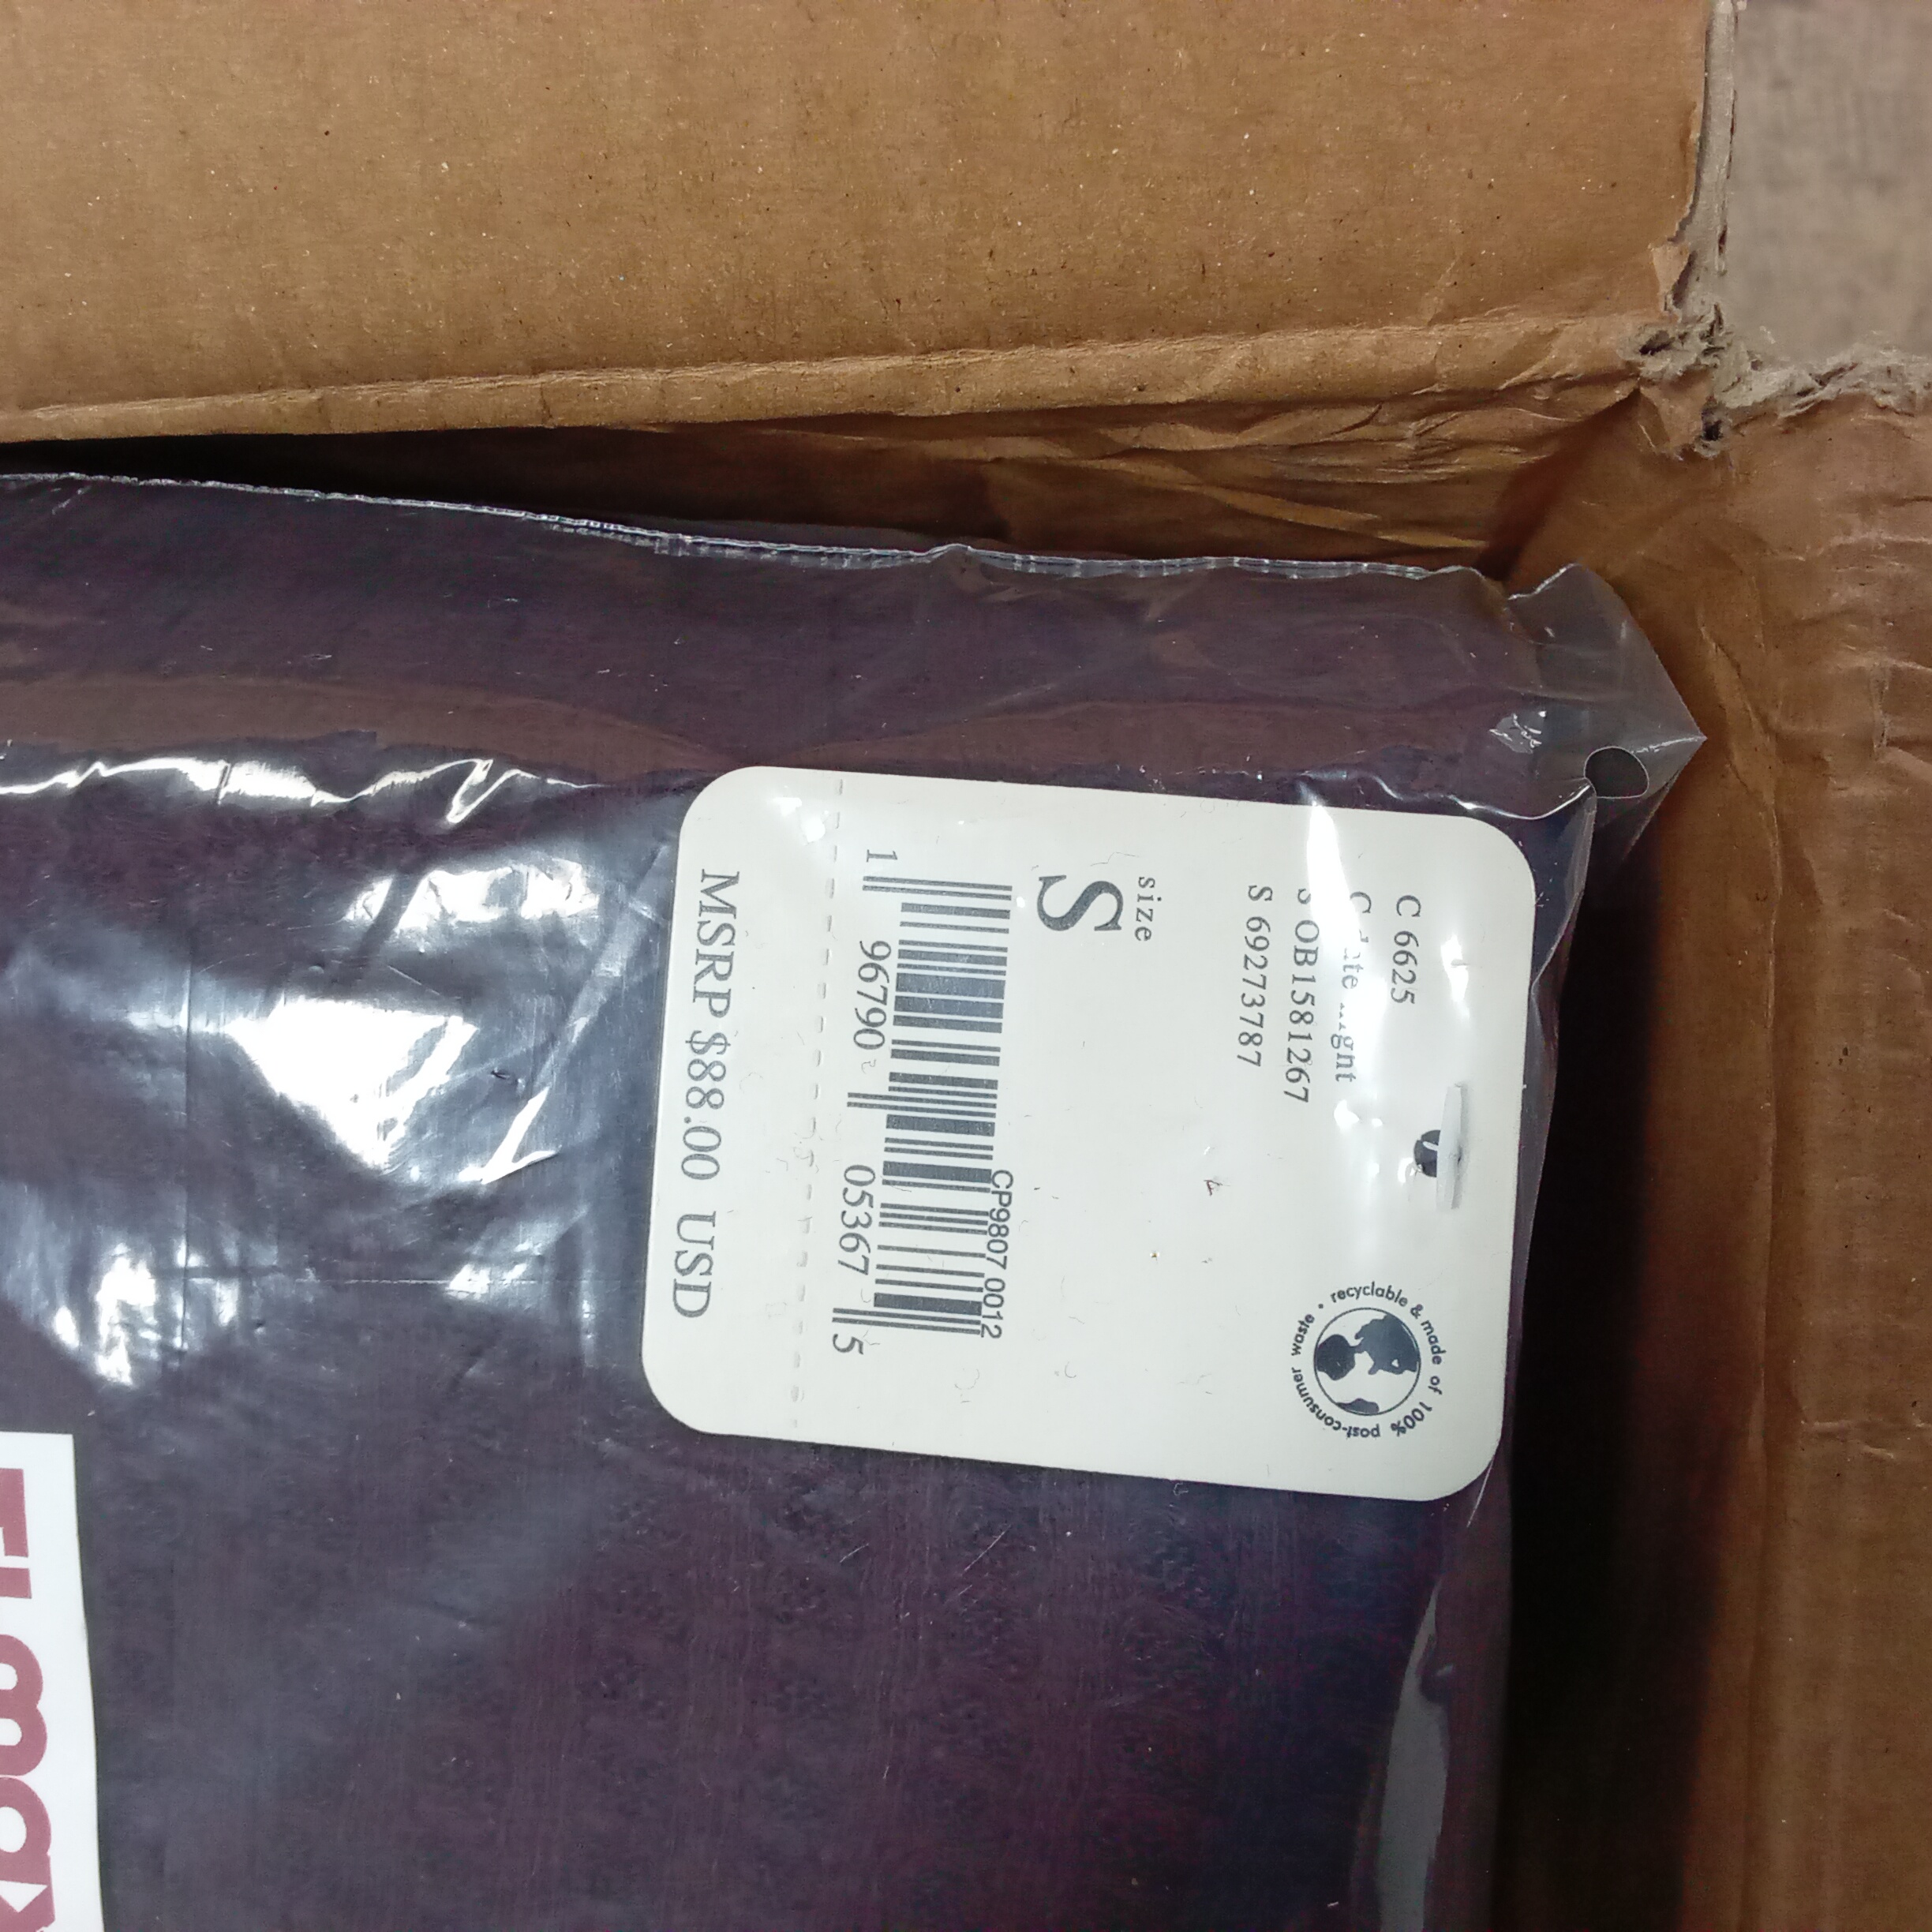 C 6625
C
S OB1581267
S 69273787
size
S
CP9807 0012
1 96790 05367 5
MSRP $88.00 USD
recyclable & made of 100% post-consumer waste •